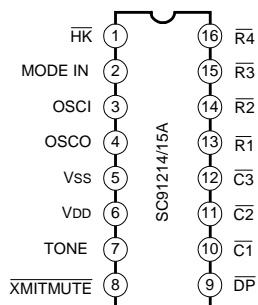 HK 1 16 R4
MODE IN 2 15 R3
OSCI 3 14 R2
OSCO 4 13 R1
VSS 5 12 C3
VDD 6 11 C2
TONE 7 10 C1
XMITMUTE 8 9 DP
SC91214/15A